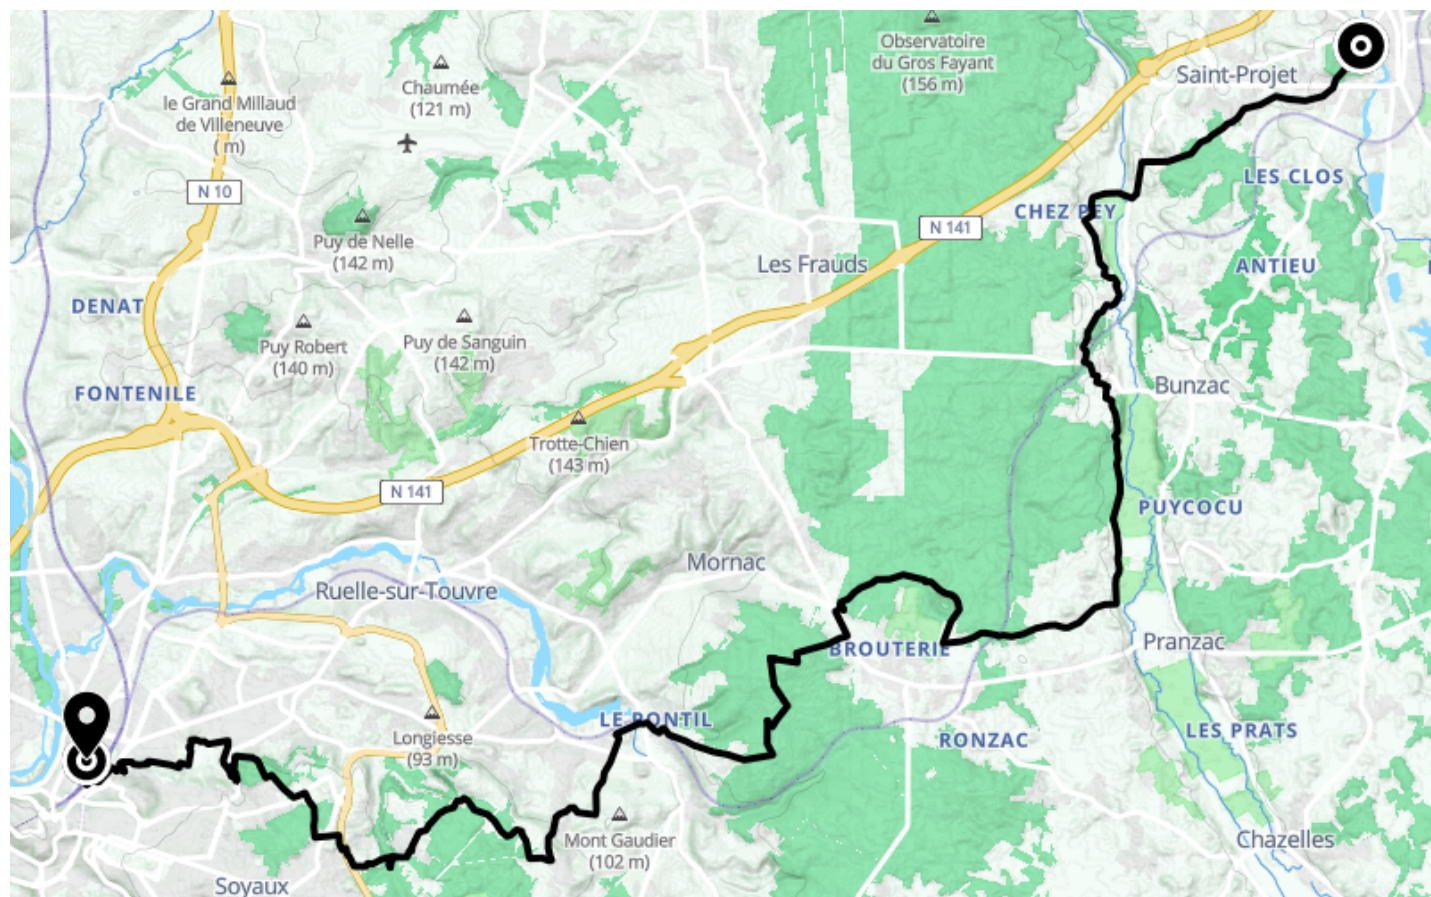 Observatoire
du Gros Fayant
(156 m)
Saint-Projet
Chaumée
(121 m)
le Grand Millaud
de Villeneuve
( m)
N 10
LES CLOS
CHEZ PEY
N 141
Puy de Nelle
(142 m)
Les Frauds
ANTIEU
DENAT
Puy Robert
(140 m)
Puy de Sanguin
(142 m)
Bunzac
FONTENILE
Trotte-Chien
(143 m)
N 141
PUYCOCU
Mornac
Ruelle-sur-Touvre
BROUTERIE
Pranzac
LE PONTIL
LES PRATS
RONZAC
Longiesse
(93 m)
Mont Gaudier
(102 m)
Chazelles
Soyaux